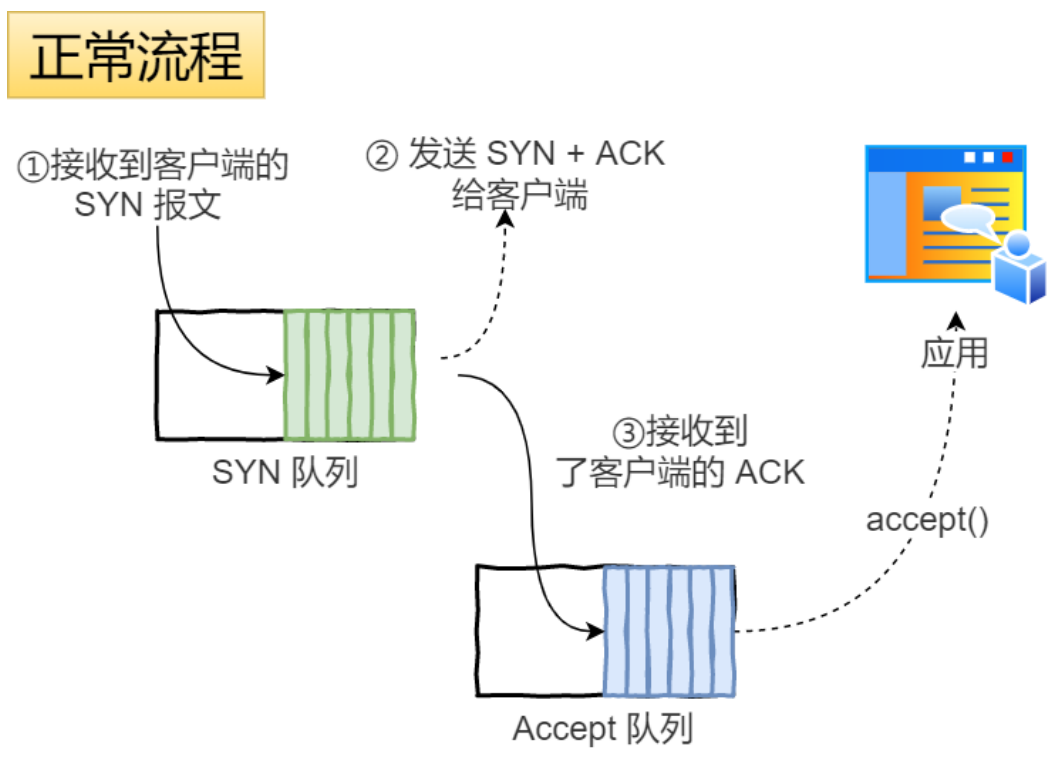 正常流程
①接收到客户端的
SYN 报文
② 发送 SYN + ACK
给客户端
应用
SYN 队列
③接收到
了客户端的 ACK
accept()
Accept 队列